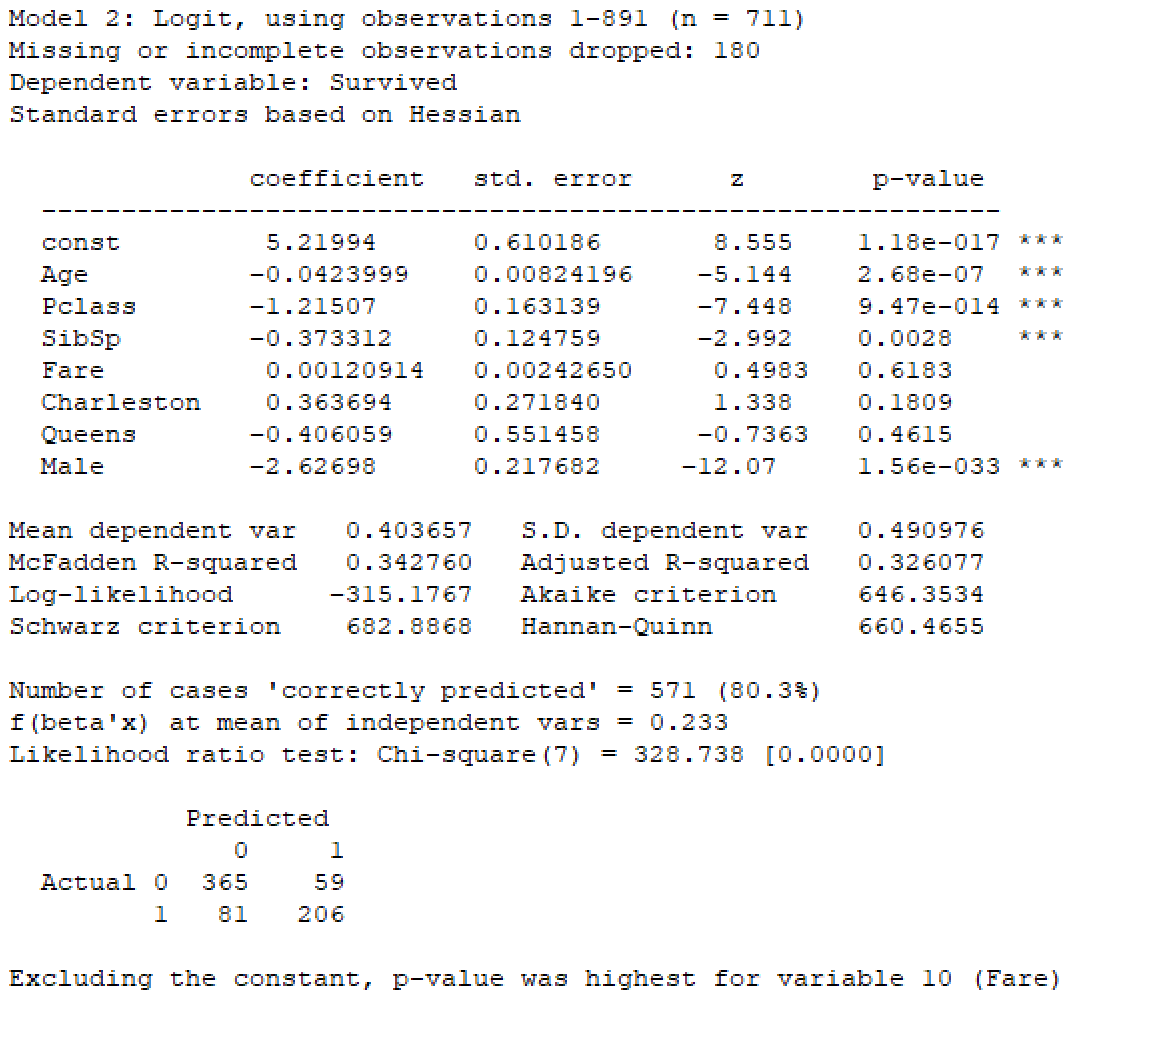 Model 2: Logit, using observations 1-891 (n = 711)
Missing or incomplete observations dropped: 180
Dependent variable: Survived
Standard errors based on Hessian

             coefficient   std. error      z        p-value
  ------------------------------------------------------------
  const        5.21994      0.610186       8.555    1.18e-017 ***
  Age         -0.0423999    0.00824196    -5.144    2.68e-07  ***
  Pclass      -1.21507      0.163139      -7.448    9.47e-014 ***
  SibSp       -0.373312     0.124759      -2.992    0.0028    ***
  Fare         0.00120914   0.00242650     0.4983   0.6183
  Charleston   0.363694     0.271840       1.338    0.1809
  Queens      -0.406059     0.551458      -0.7363   0.4615
  Male        -2.62698      0.217682     -12.07     1.56e-033 ***

Mean dependent var   0.403657   S.D. dependent var   0.490976
McFadden R-squared   0.342760   Adjusted R-squared   0.326077
Log-likelihood      -315.1767   Akaike criterion     646.3534
Schwarz criterion    682.8868   Hannan-Quinn         660.4655

Number of cases 'correctly predicted' = 571 (80.3%)
f(beta'x) at mean of independent vars = 0.233
Likelihood ratio test: Chi-square(7) = 328.738 [0.0000]

           Predicted
              0     1
  Actual 0  365    59
         1   81   206

Excluding the constant, p-value was highest for variable 10 (Fare)